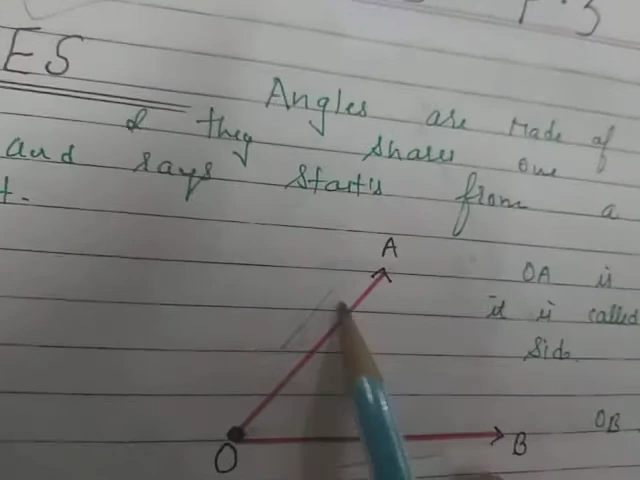 P.3
ES
Angles are made of
& they shares one
and rays starts from a
t.
A
OA is
it is called
Side.
OB
B
O